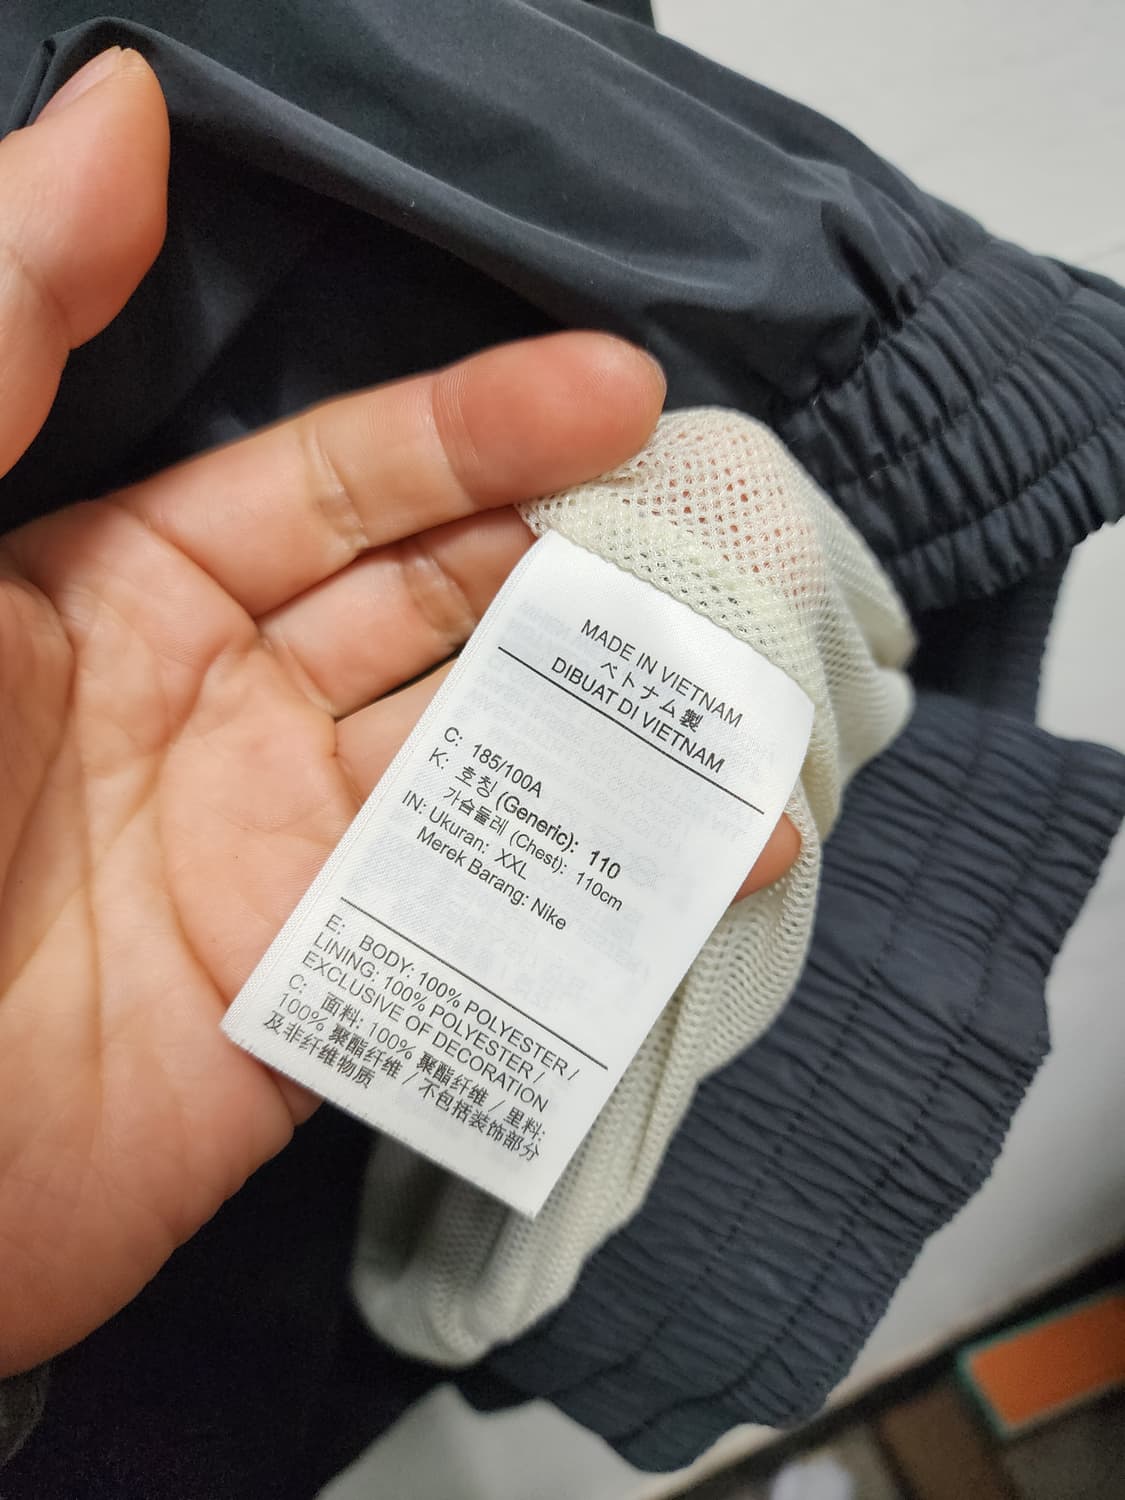 MADE IN VIETNAM
ベトナム製
DIBUAT DI VIETNAM
C: 185/100A
K: 호칭 (Generic): 110
가슴둘레 (Chest): 110cm
IN: Ukuran: XXL
Merek Barang: Nike
E: BODY: 100% POLYESTER /
LINING: 100% POLYESTER /
EXCLUSIVE OF DECORATION
C: 面料: 100% 聚酯纤维 / 里料:
100% 聚酯纤维 / 不包括装饰部分
及非纤维物质